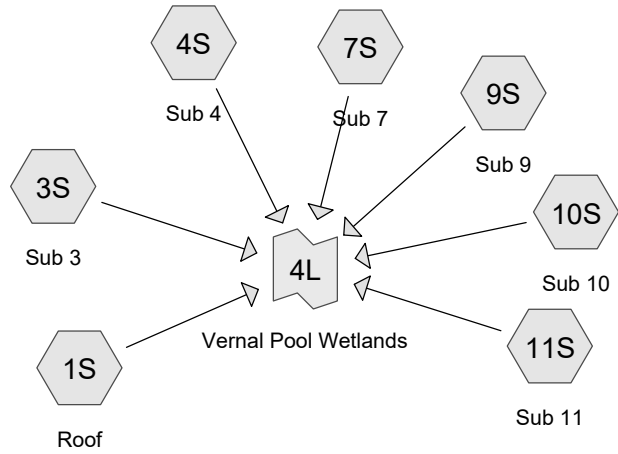 4S
Sub 4
7S
Sub 7
9S
Sub 9
3S
Sub 3
10S
Sub 10
4L
Vernal Pool Wetlands
11S
Sub 11
1S
Roof